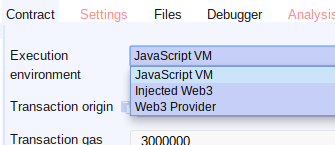 Contract Settings Files Debugger Analysis
Execution environment
JavaScript VM
JavaScript VM
Injected Web3
Web3 Provider
Transaction origin
Transaction gas 3000000